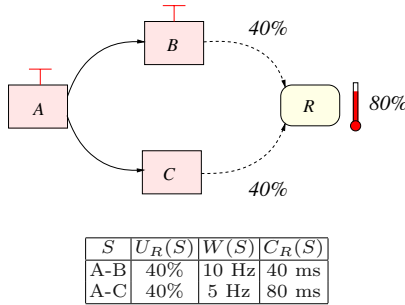 B
40%
A
R
80%
C
40%
S U_R(S) W(S) C_R(S)
A-B 40% 10 Hz 40 ms
A-C 40% 5 Hz 80 ms